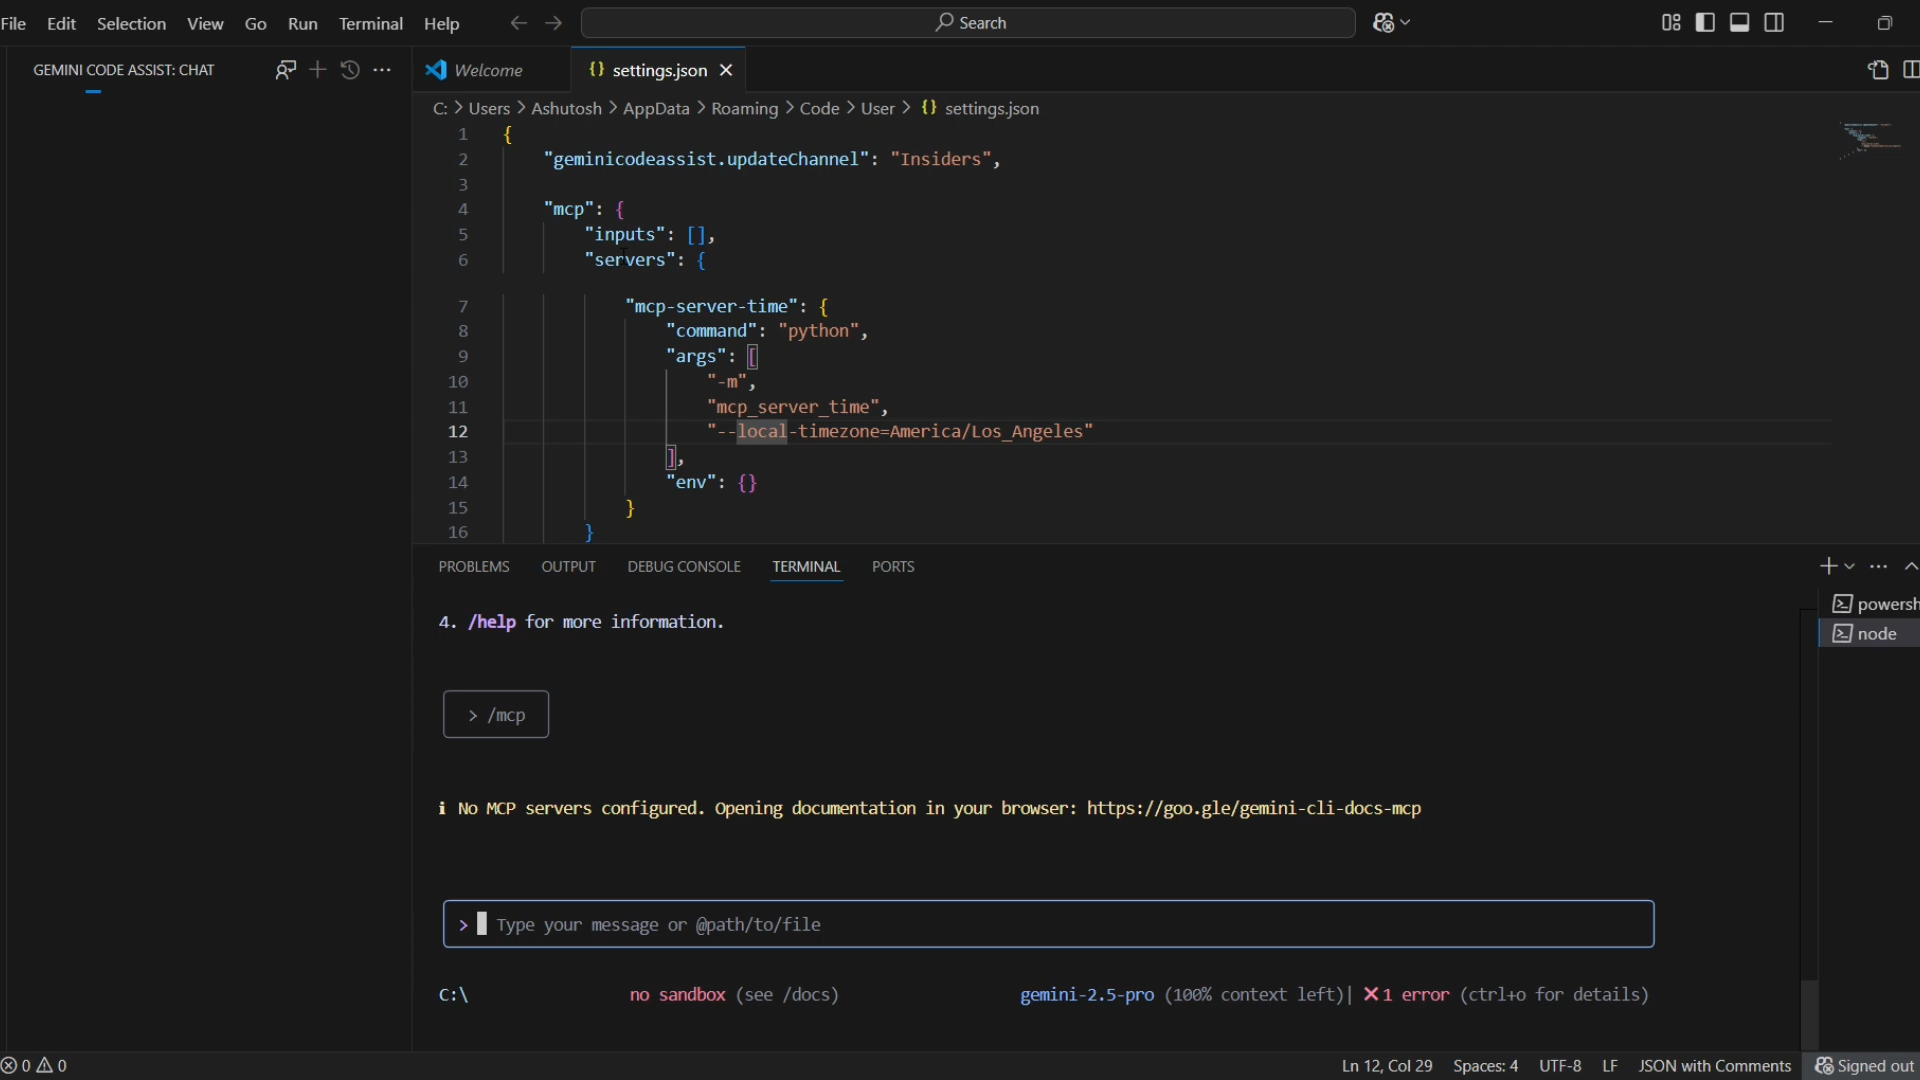 File Edit Selection View Go Run Terminal Help Search
GEMINI CODE ASSIST: CHAT
Welcome
{} settings.json
C: > Users > Ashutosh > AppData > Roaming > Code > User > {} settings.json
1 {
2 "geminicodeassist.updateChannel": "Insiders",
3
4 "mcp": {
5 "inputs": [],
6 "servers": {
7 "mcp-server-time": {
8 "command": "python",
9 "args": [
10 "-m",
11 "mcp_server_time",
12 "--local-timezone=America/Los_Angeles"
13 ],
14 "env": {}
15 }
16 }
PROBLEMS OUTPUT DEBUG CONSOLE TERMINAL PORTS
4. /help for more information.
> /mcp
ℹ No MCP servers configured. Opening documentation in your browser: https://goo.gle/gemini-cli-docs-mcp
> Type your message or @path/to/file
C:\ no sandbox (see /docs) gemini-2.5-pro (100% context left)| ✕1 error (ctrl+o for details)
powersh
node
0 0
Ln 12, Col 29 Spaces: 4 UTF-8 LF JSON with Comments Signed out